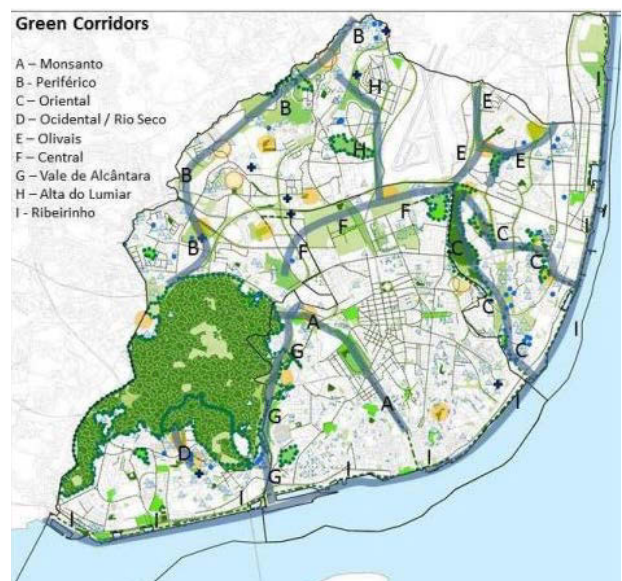 Green Corridors
A – Monsanto
B - Periférico
C – Oriental
D – Ocidental / Rio Seco
E – Olivais
F – Central
G – Vale de Alcântara
H – Alta do Lumiar
I - Ribeirinho
B
I
H
B
E
H
E
E
B
F
F
C
I
B
F
C
C
A
C
I
G
C
G
A
I
D
G
I
I
I
I
I